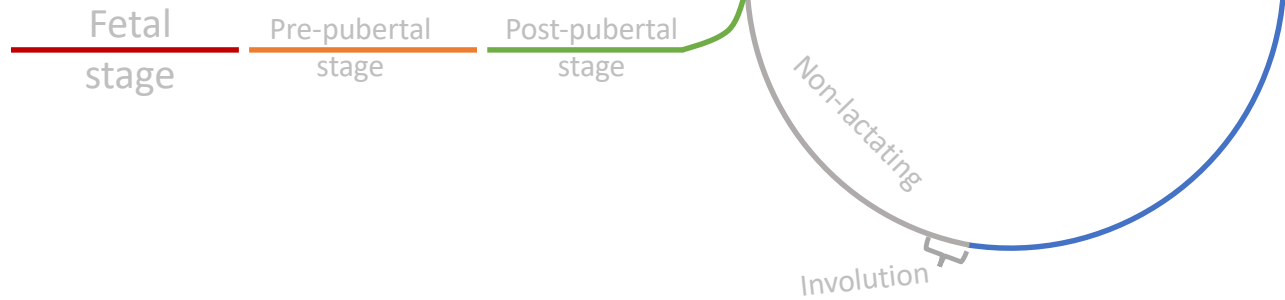 Fetal
stage
Pre-pubertal
stage
Post-pubertal
stage
Non-lactating
Involution